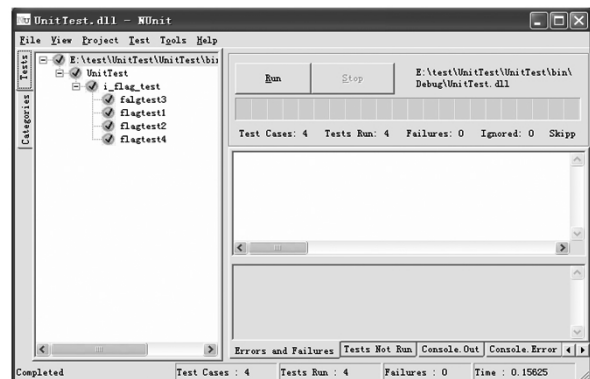 UnitTest.dll - NUnit
File View Project Test Tools Help
Tests
Categories
E:\test\UnitTest\UnitTest\bin
UnitTest
i_flag_test
falgtest3
flagtest1
flagtest2
flagtest4
Run
Stop
E:\test\UnitTest\UnitTest\bin\
Debug\UnitTest.dll
Test Cases: 4 Tests Run: 4 Failures: 0 Ignored: 0 Skipp
Errors and Failures Tests Not Run Console.Out Console.Error
Completed Test Cases : 4 Tests Run : 4 Failures : 0 Time : 0.15625